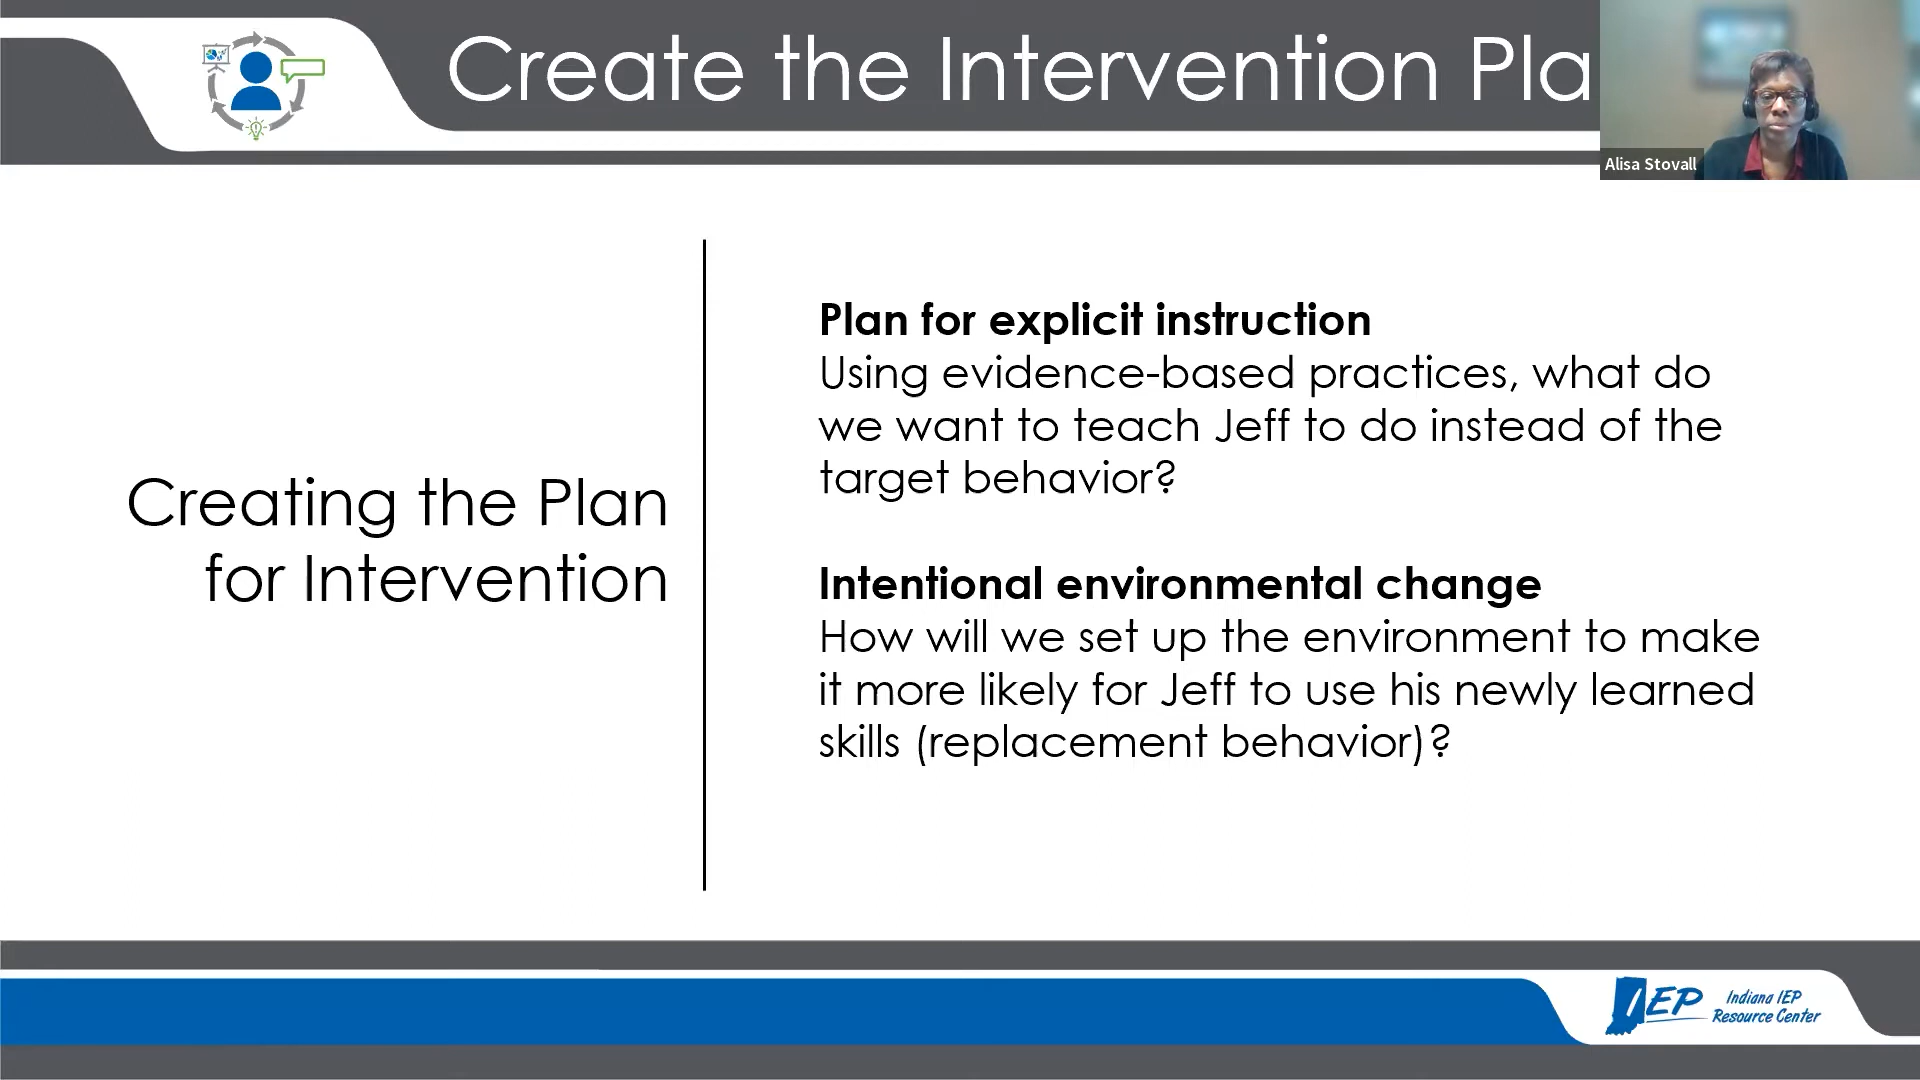 Create the Intervention Pla
Alisa Stovall
Creating the Plan
for Intervention
Plan for explicit instruction
Using evidence-based practices, what do
we want to teach Jeff to do instead of the
target behavior?
Intentional environmental change
How will we set up the environment to make
it more likely for Jeff to use his newly learned
skills (replacement behavior)?
IEP
Indiana IEP
Resource Center